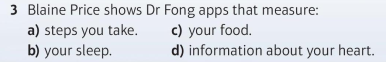 3 Blaine Price shows Dr Fong apps that measure:
a) steps you take. c) your food.
b) your sleep. d) information about your heart.